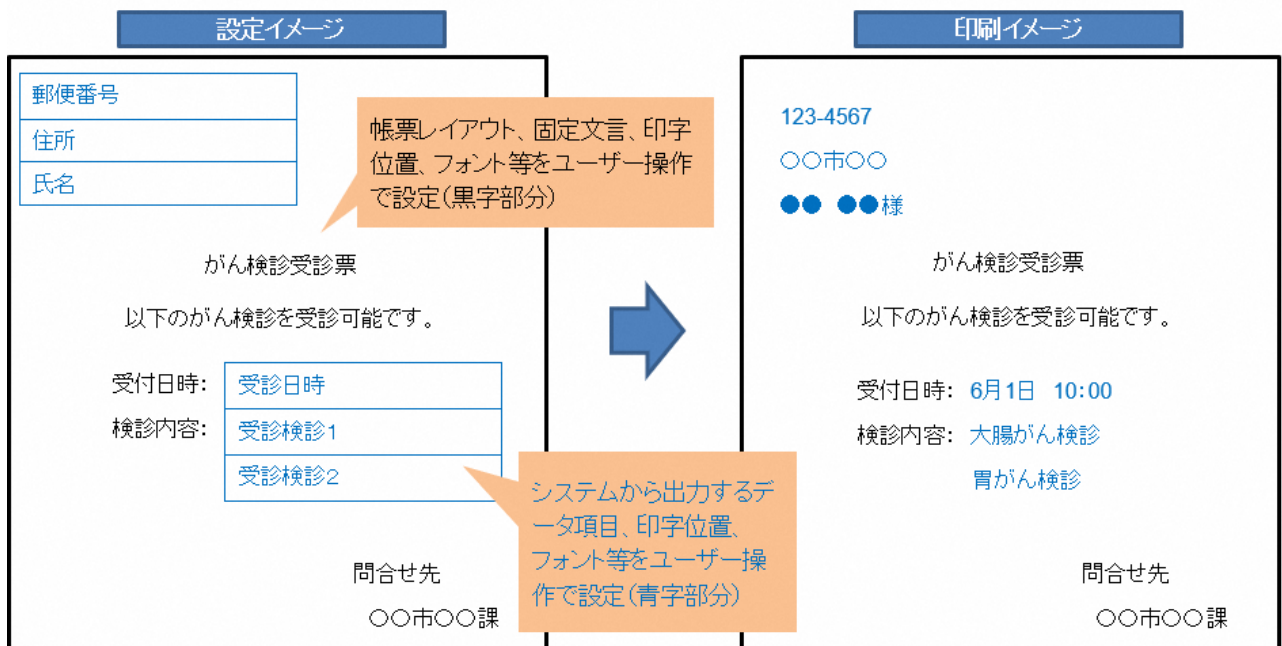 設定イメージ
郵便番号
住所
氏名
帳票レイアウト、固定文言、印字
位置、フォント等をユーザー操作
で設定(黒字部分)
がん検診受診票
以下のがん検診を受診可能です。
受付日時:
受診日時
検診内容:
受診検診1
受診検診2
システムから出力するデ
ータ項目、印字位置、
フォント等をユーザー操
作で設定(青字部分)
問合せ先
○○市○○課
印刷イメージ
123-4567
○○市○○
●● ●●様
がん検診受診票
以下のがん検診を受診可能です。
受付日時: 6月1日 10:00
検診内容: 大腸がん検診
胃がん検診
問合せ先
○○市○○課